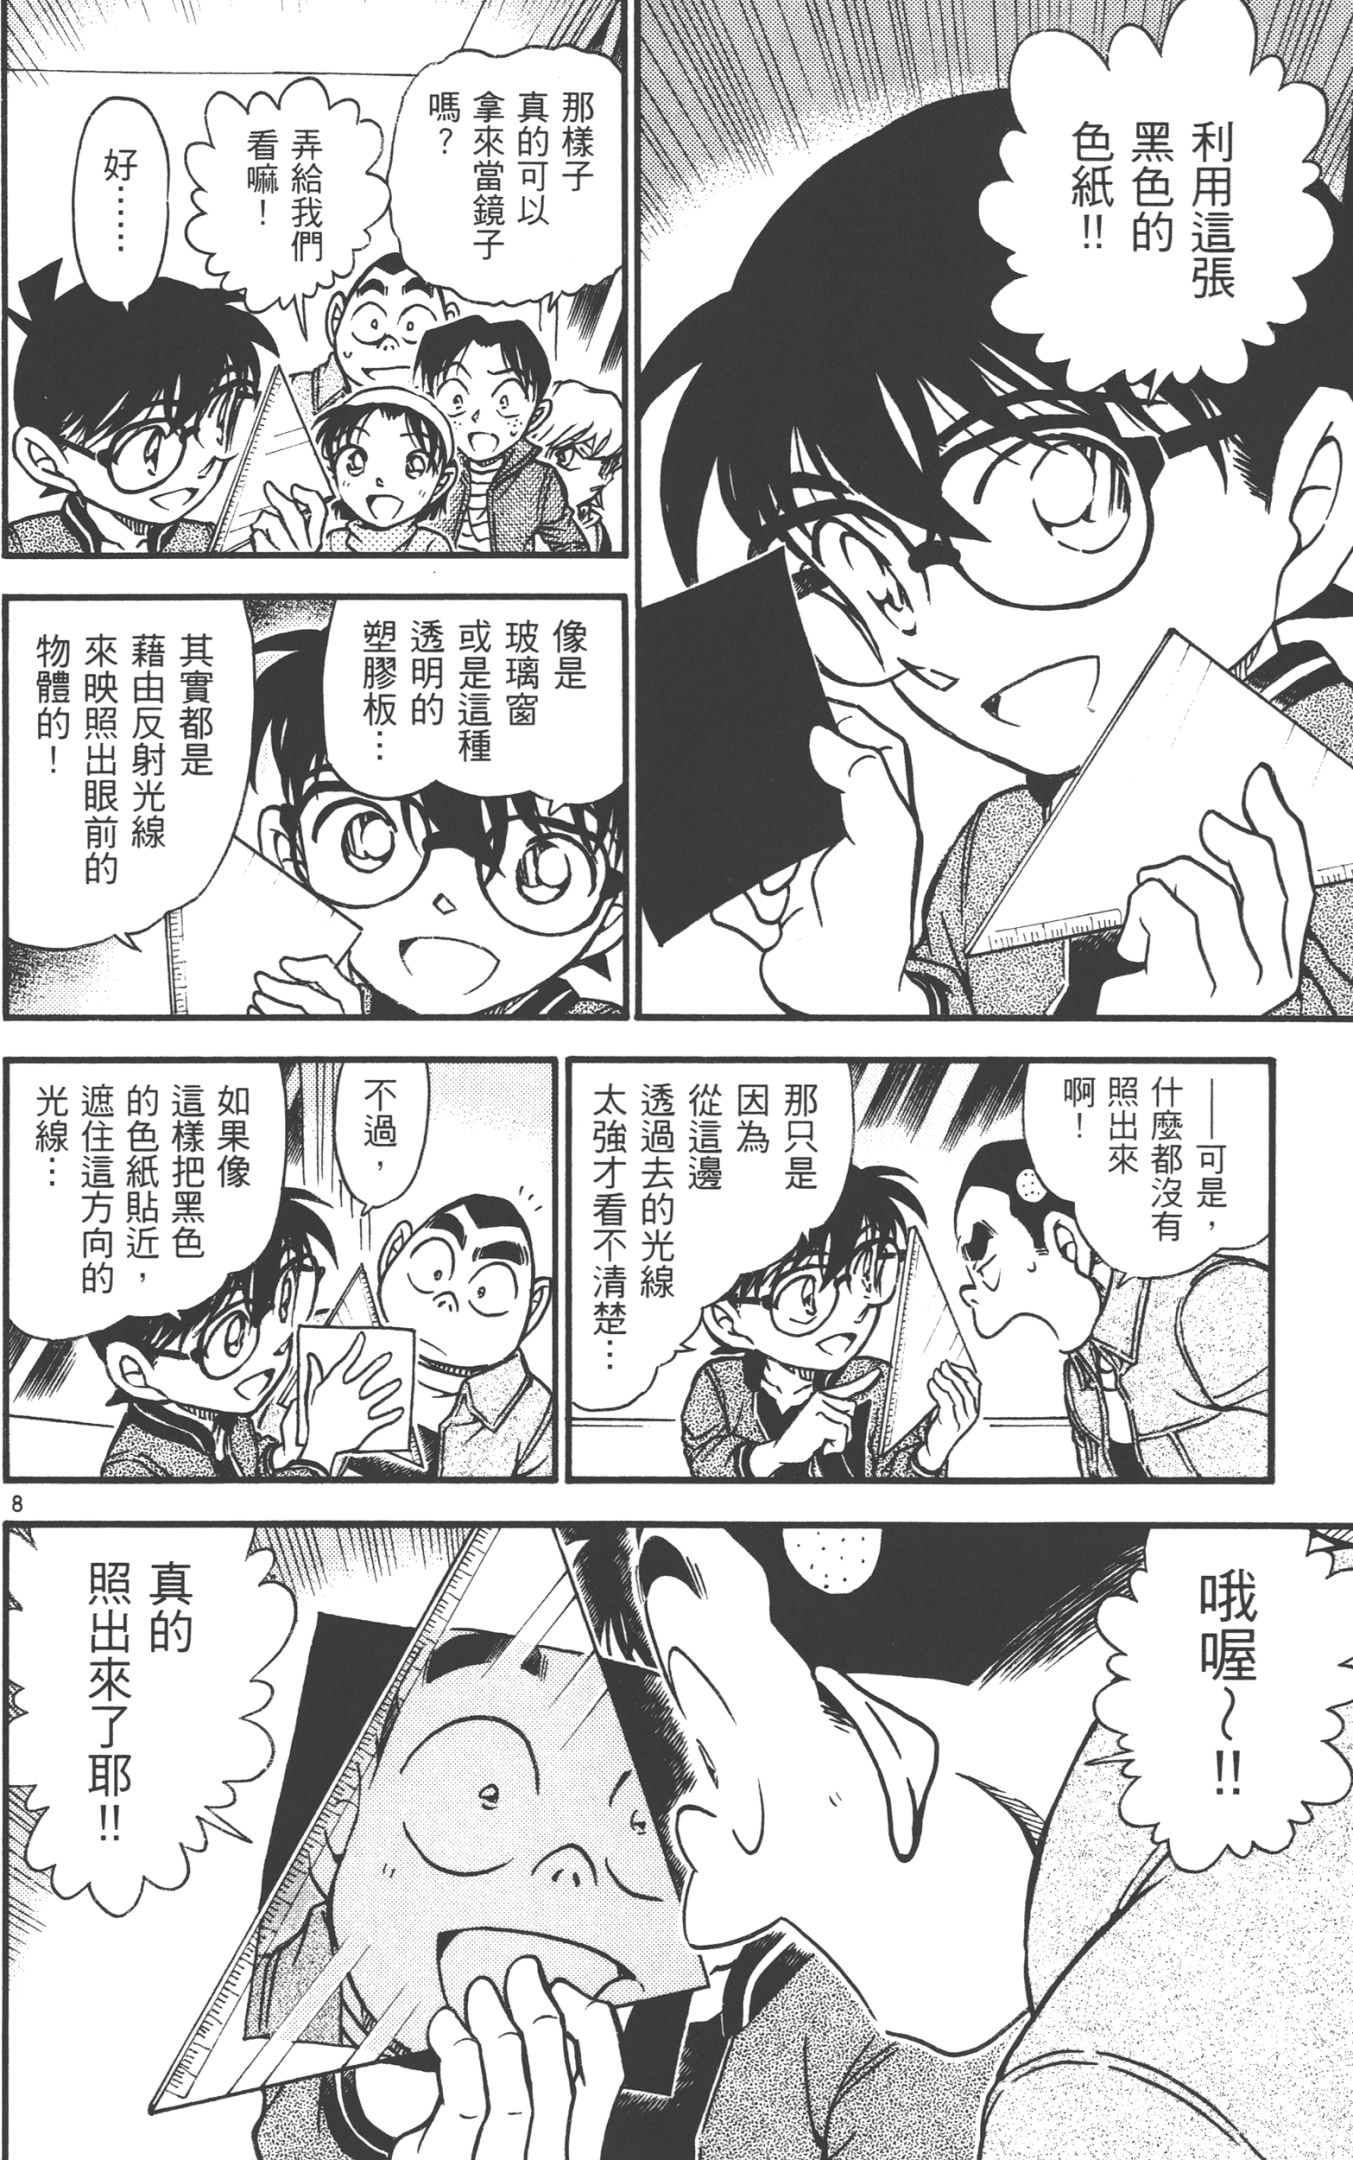 利用這張
黑色的
色紙!!
那樣子
真的可以
拿來當鏡子
嗎？
弄給我們
看嘛！
好……
像是
玻璃窗
或是這種
透明的
塑膠板…
其實都是
藉由反射光線
來映照出眼前的
物體的！
——可是，
什麼都沒有
照出來
啊！
那只是
因為
從這邊
透過去的光線
太強才看不清楚…
不過，
如果像
這樣把黑色
的色紙貼近，
遮住這方向的
光線…
8
哦喔～!!
真的
照出來了耶!!